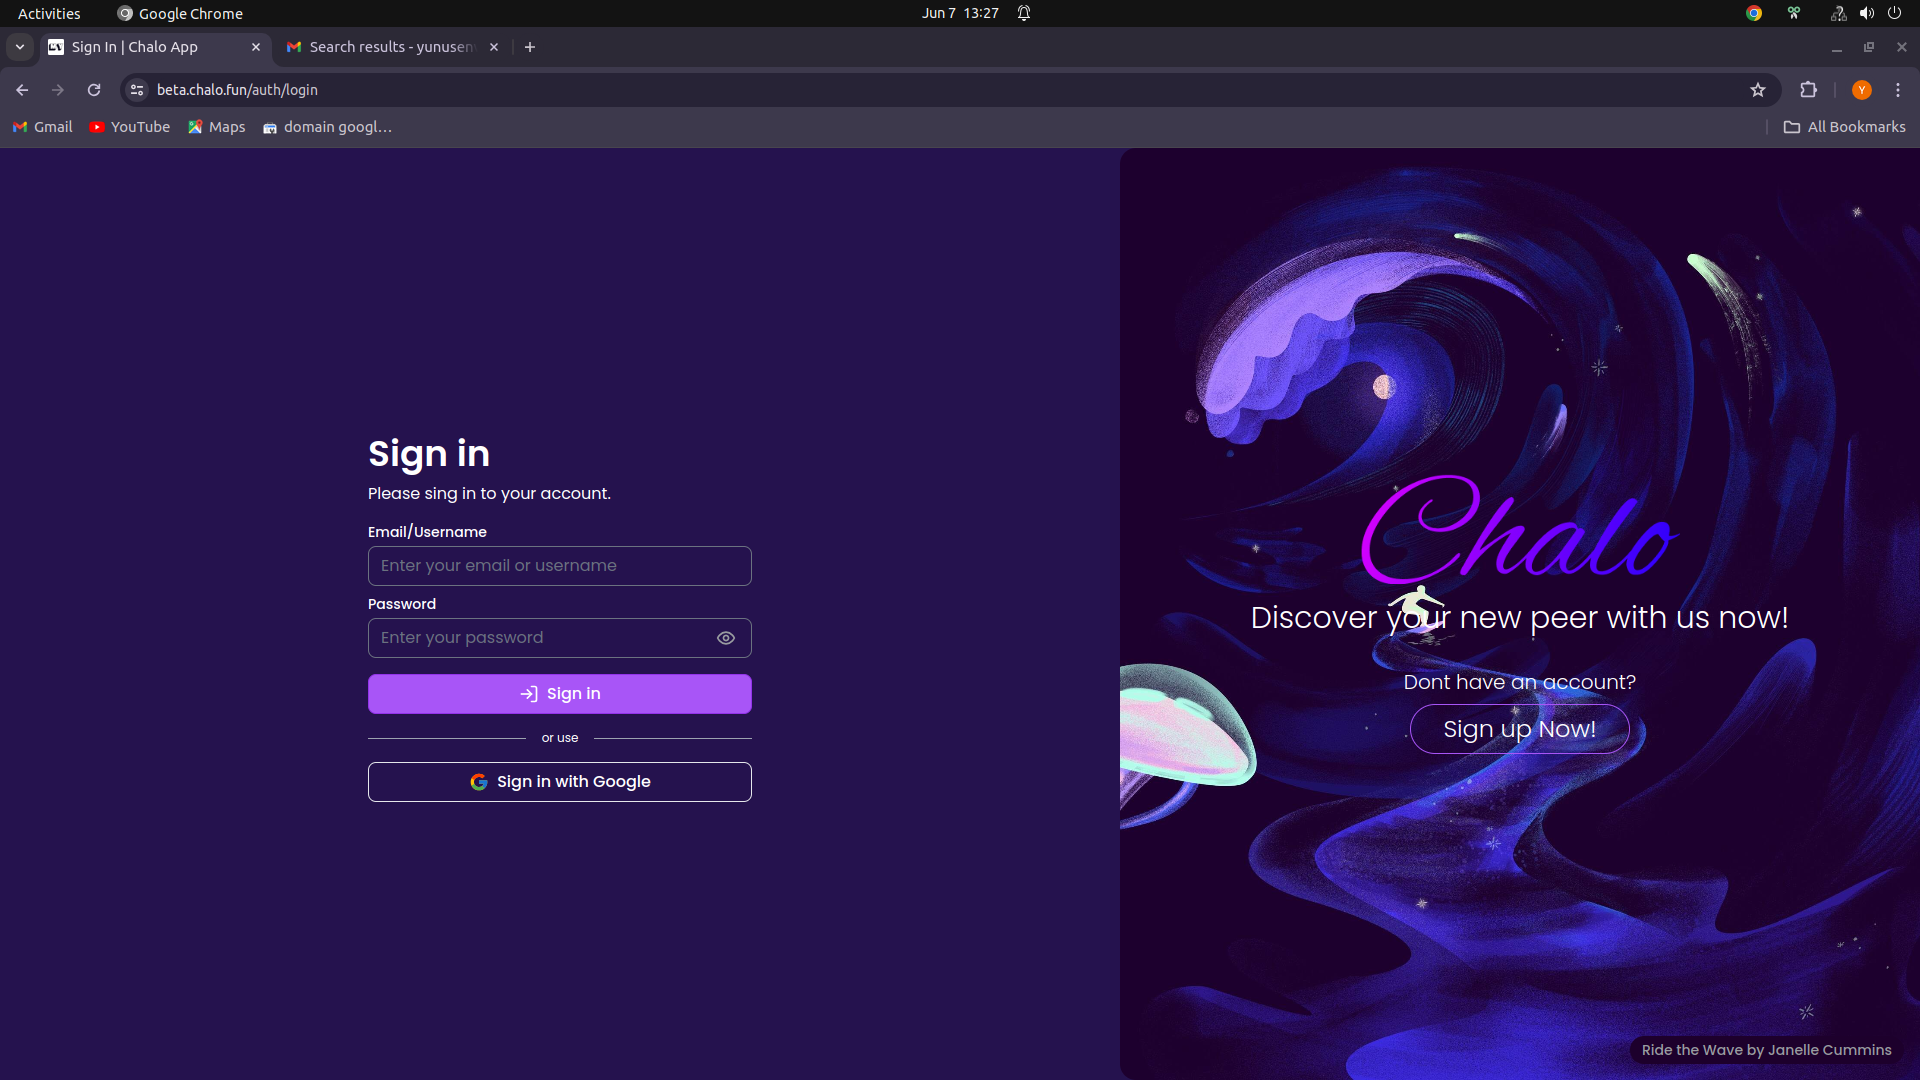 Activities
Google Chrome
Jun 7 13:27
Sign In | Chalo App
Search results - yunusen
beta.chalo.fun/auth/login
Y
Gmail
YouTube
Maps
domain googl...
All Bookmarks
Sign in
Please sing in to your account.
Email/Username
Enter your email or username
Password
Enter your password
Sign in
or use
Sign in with Google
Chalo
Discover your new peer with us now!
Dont have an account?
Sign up Now!
Ride the Wave by Janelle Cummins